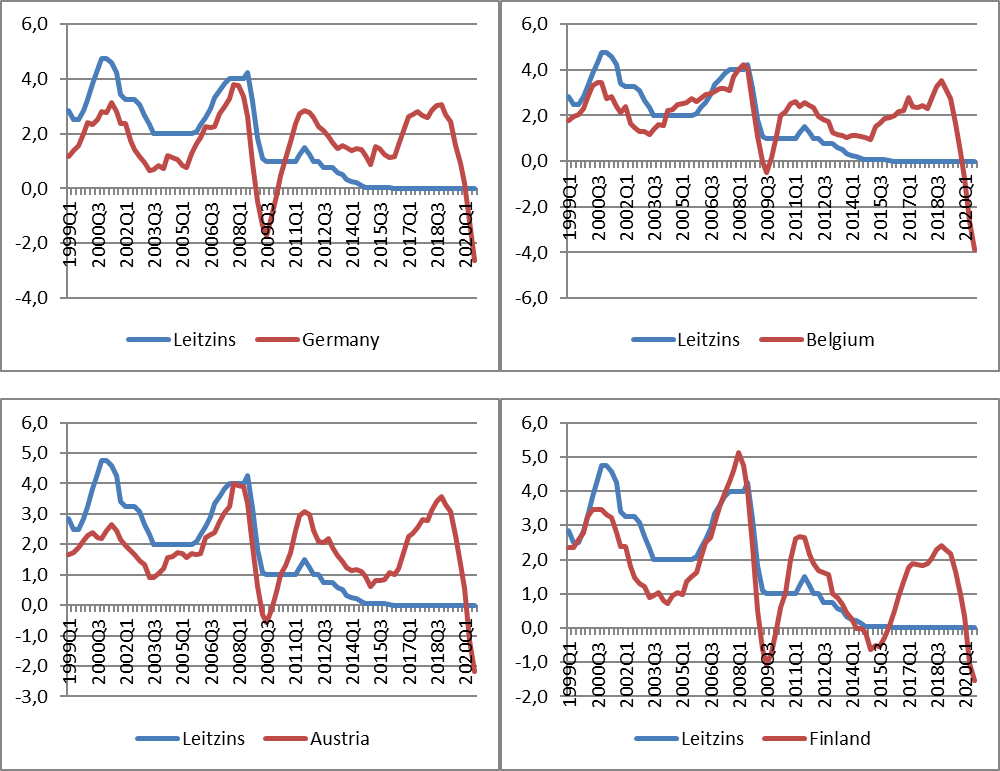 6,0
4,0
2,0
0,0
-2,0
-4,0
1999Q1
2000Q3
2002Q1
2003Q3
2005Q1
2006Q3
2008Q1
2009Q3
2011Q1
2012Q3
2014Q1
2015Q3
2017Q1
2018Q3
2020Q1
Leitzins Germany
6,0
4,0
2,0
0,0
-2,0
-4,0
-6,0
1999Q1
2000Q3
2002Q1
2003Q3
2005Q1
2006Q3
2008Q1
2009Q3
2011Q1
2012Q3
2014Q1
2015Q3
2017Q1
2018Q3
2020Q1
Leitzins Belgium
6,0
5,0
4,0
3,0
2,0
1,0
0,0
-1,0
-2,0
-3,0
1999Q1
2000Q3
2002Q1
2003Q3
2005Q1
2006Q3
2008Q1
2009Q3
2011Q1
2012Q3
2014Q1
2015Q3
2017Q1
2018Q3
2020Q1
Leitzins Austria
6,0
5,0
4,0
3,0
2,0
1,0
0,0
-1,0
-2,0
1999Q1
2000Q3
2002Q1
2003Q3
2005Q1
2006Q3
2008Q1
2009Q3
2011Q1
2012Q3
2014Q1
2015Q3
2017Q1
2018Q3
2020Q1
Leitzins Finland